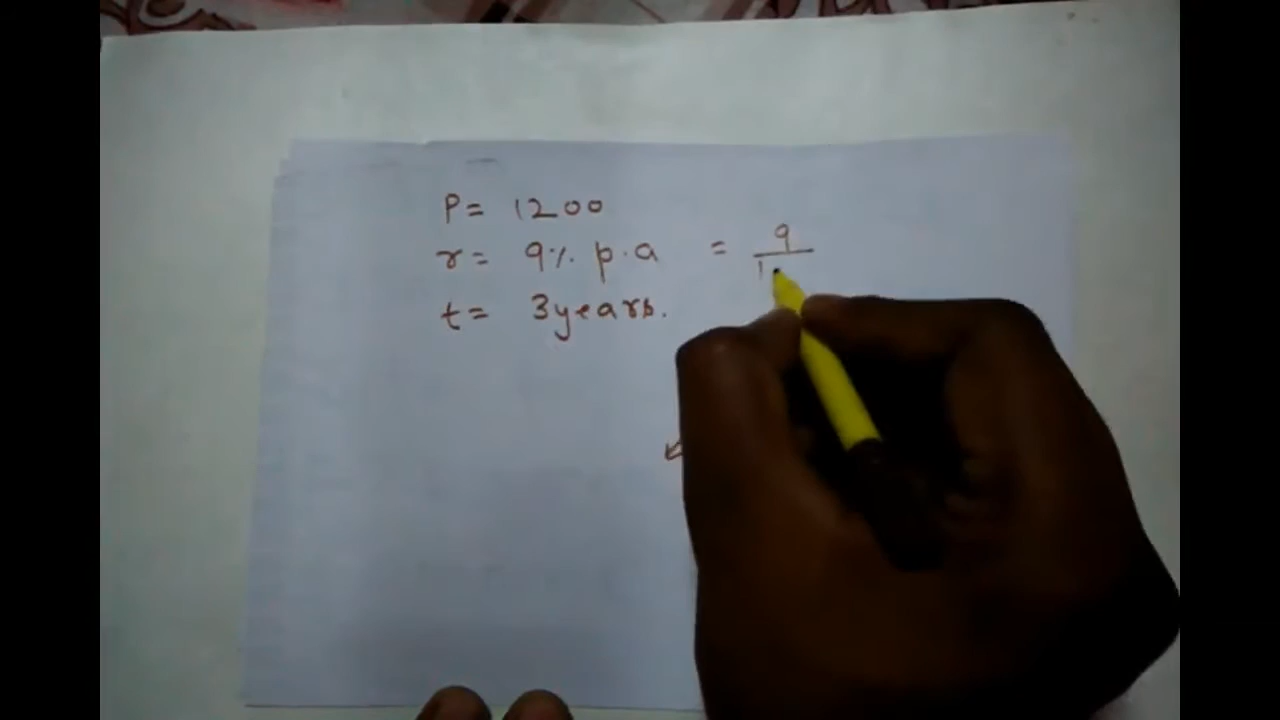 P = 1200
r = 9% p.a = 9
1
t = 3years.